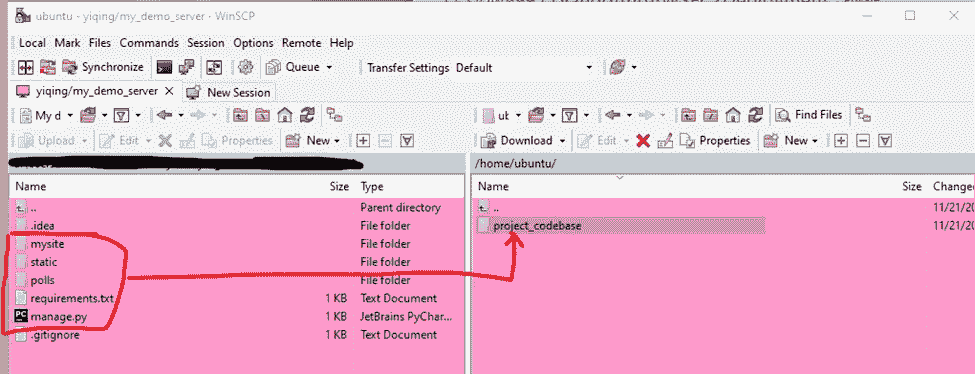 ubuntu - yiqing/my_demo_server - WinSCP
Local Mark Files Commands Session Options Remote Help
Synchronize Queue Transfer Settings Default
yiqing/my_demo_server New Session
My d ub Find Files
Upload Edit Properties New Download Edit Properties New
/home/ubuntu/
Name Size Type Name Size Changed
.. Parent directory .. 11/21/20
.idea File folder project_codebase 11/21/20
mysite File folder
static File folder
polls File folder
requirements.txt 1 KB Text Document
manage.py 1 KB JetBrains PyChar...
.gitignore 1 KB Text Document